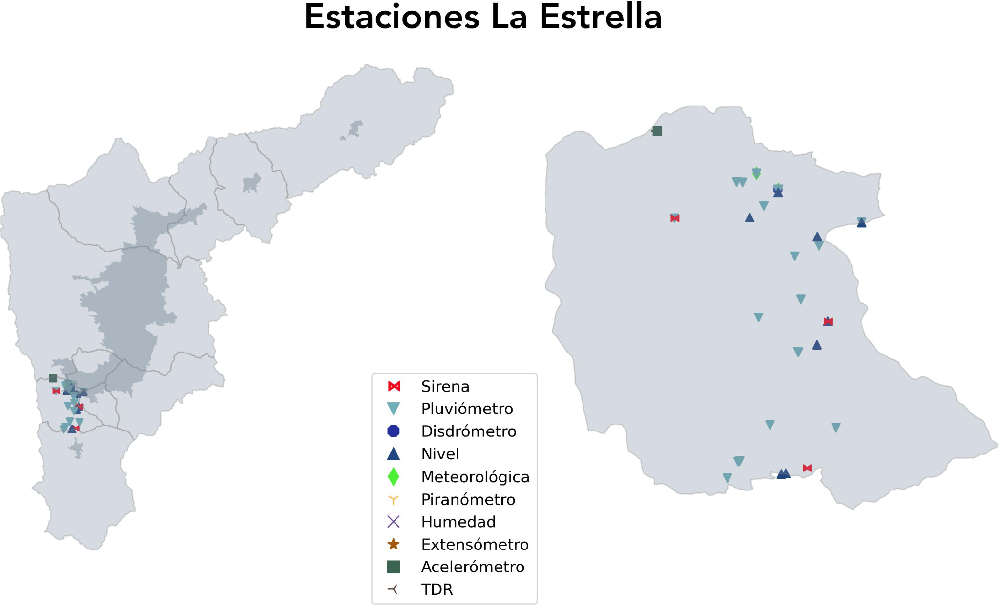 Estaciones La Estrella
Sirena
Pluviómetro
Disdrómetro
Nivel
Meteorológica
Piranómetro
Humedad
Extensómetro
Acelerómetro
TDR